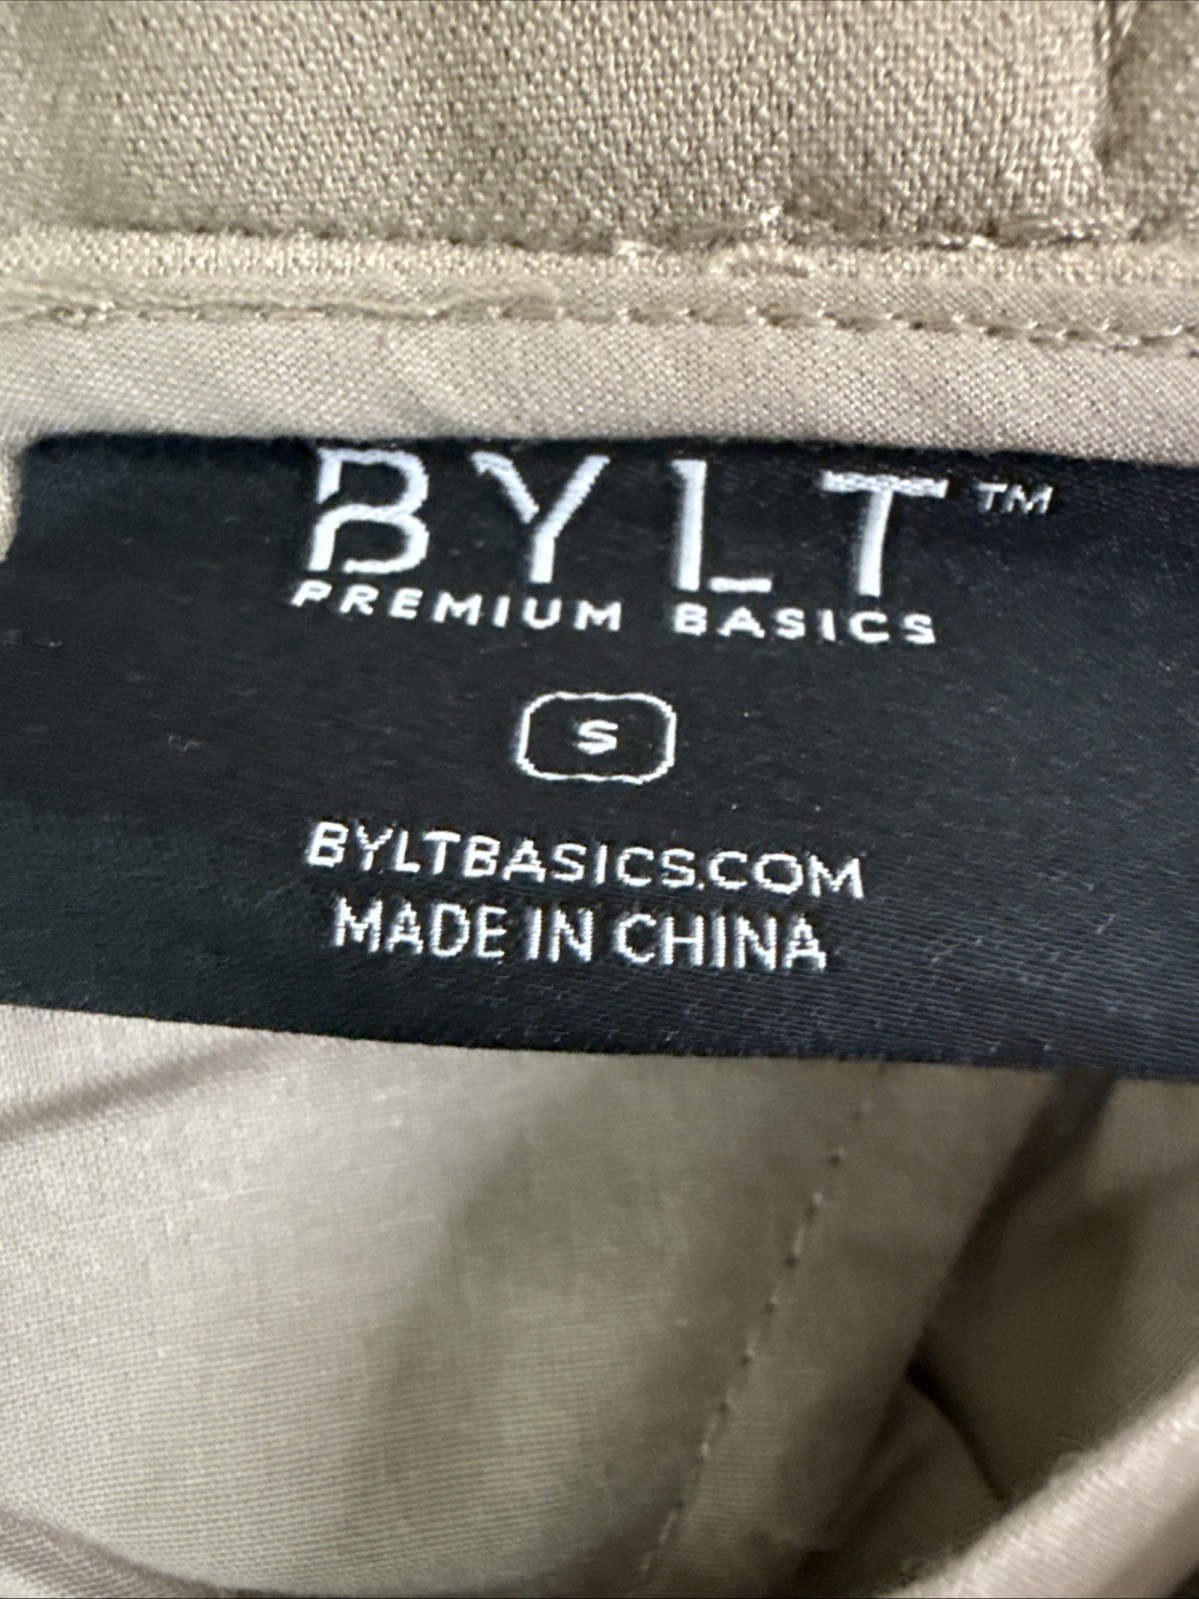 BYLT™
PREMIUM BASICS
S
BYLTBASICS.COM
MADE IN CHINA